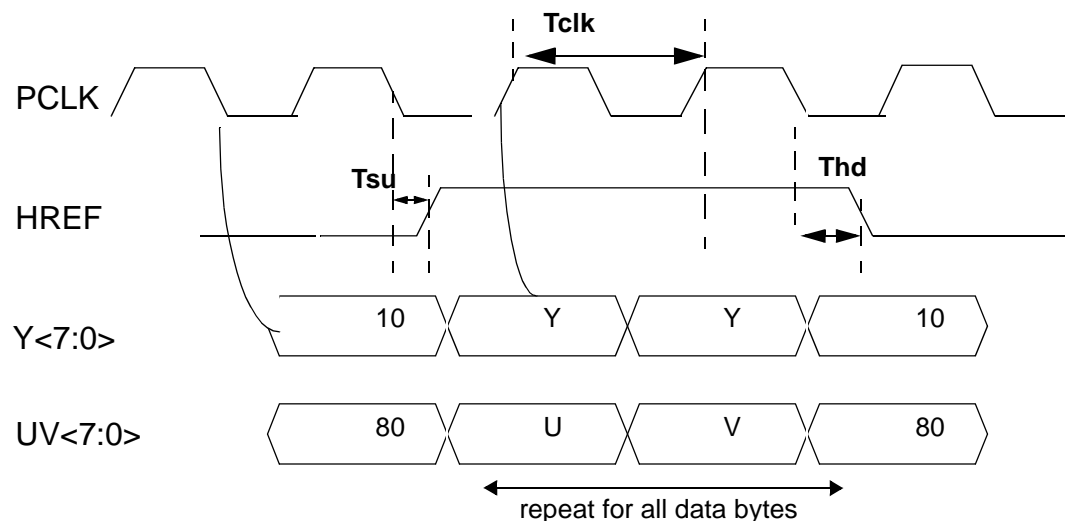 Tclk
PCLK
Tsu
Thd
HREF
Y<7:0>
10 Y Y 10
UV<7:0>
80 U V 80
repeat for all data bytes